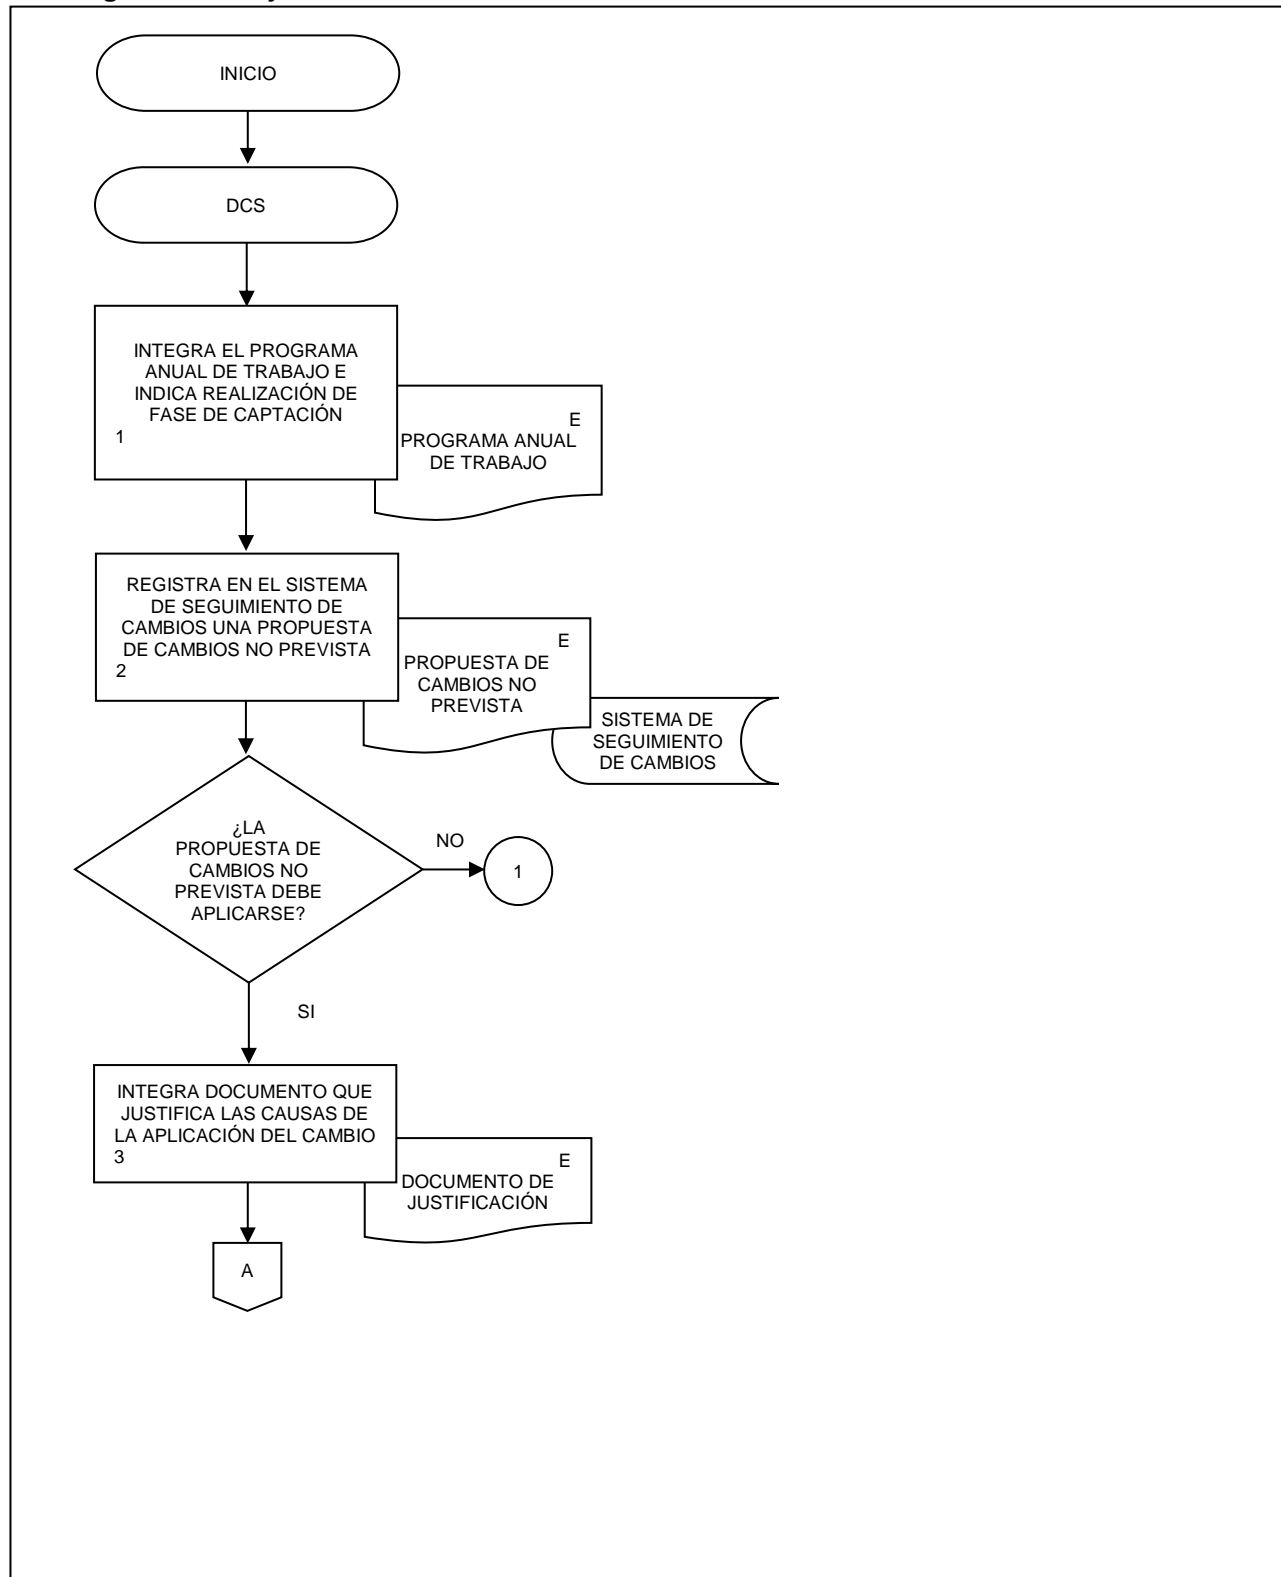 INICIO
DCS
INTEGRA EL PROGRAMA
ANUAL DE TRABAJO E
INDICA REALIZACIÓN DE
FASE DE CAPTACIÓN
1
E
PROGRAMA ANUAL
DE TRABAJO
REGISTRA EN EL SISTEMA
DE SEGUIMIENTO DE
CAMBIOS UNA PROPUESTA
DE CAMBIOS NO PREVISTA
2
E
PROPUESTA DE
CAMBIOS NO
PREVISTA
SISTEMA DE
SEGUIMIENTO
DE CAMBIOS
¿LA
PROPUESTA DE
CAMBIOS NO
PREVISTA DEBE
APLICARSE?
NO
1
SI
INTEGRA DOCUMENTO QUE
JUSTIFICA LAS CAUSAS DE
LA APLICACIÓN DEL CAMBIO
3
E
DOCUMENTO DE
JUSTIFICACIÓN
A